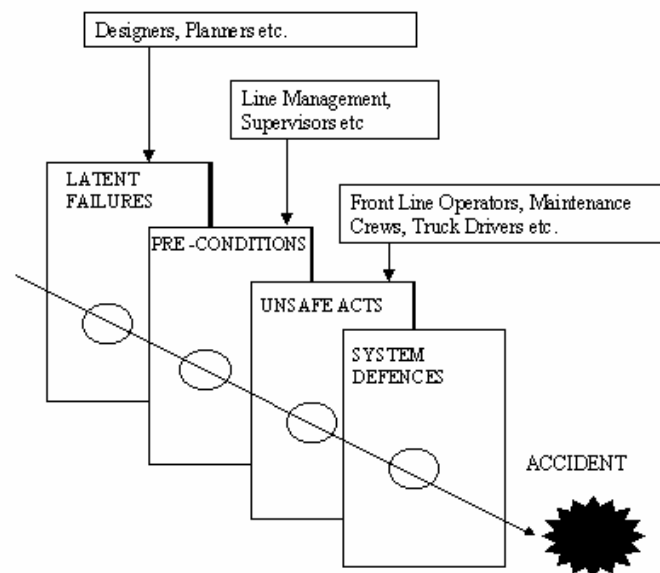 Designers, Planners etc.
Line Management,
Supervisors etc
LATENT
FAILURES
PRE -CONDITIONS
Front Line Operators, Maintenance
Crews, Truck Drivers etc.
UNSAFE ACTS
SYSTEM
DEFENCES
ACCIDENT